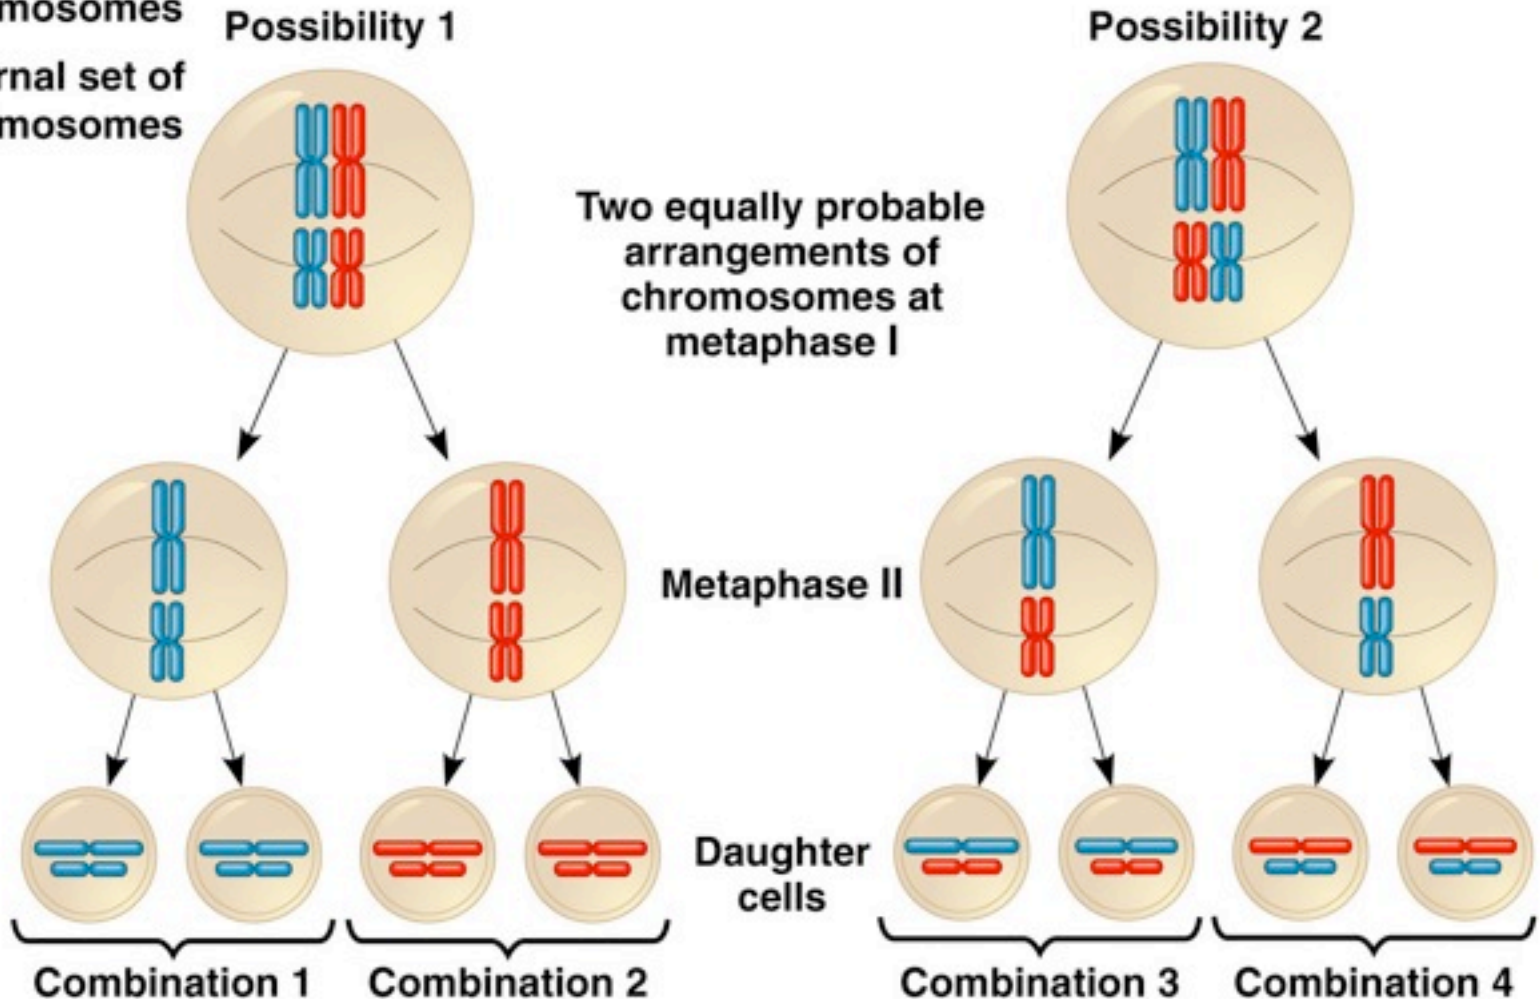 mosomes
rnal set of
mosomes
Possibility 1
Possibility 2
Two equally probable
arrangements of
chromosomes at
metaphase I
Metaphase II
Daughter
cells
Combination 1
Combination 2
Combination 3
Combination 4